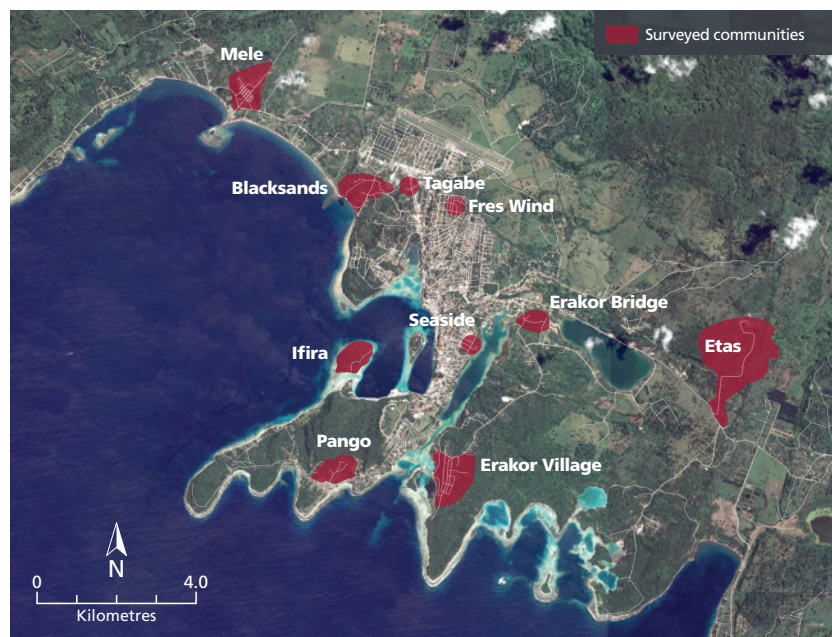 Surveyed communities
Mele
Blacksands
Tagabe
Fres Wind
Erakor Bridge
Seaside
Ifira
Etas
Pango
Erakor Village
N
0 4.0
Kilometres